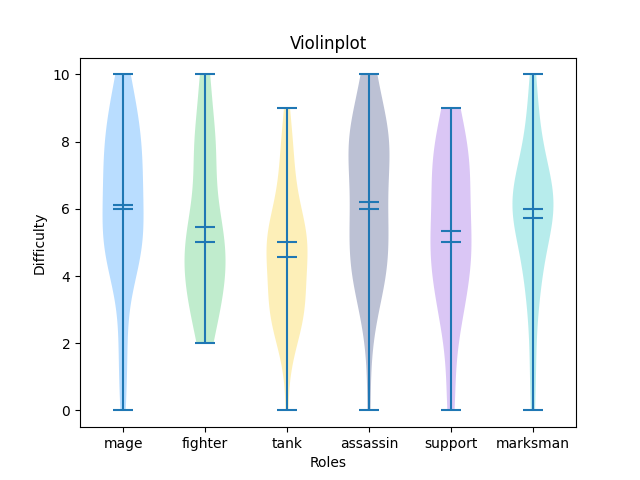 Violinplot
Difficulty
10
8
6
4
2
0
mage fighter tank assassin support marksman
Roles